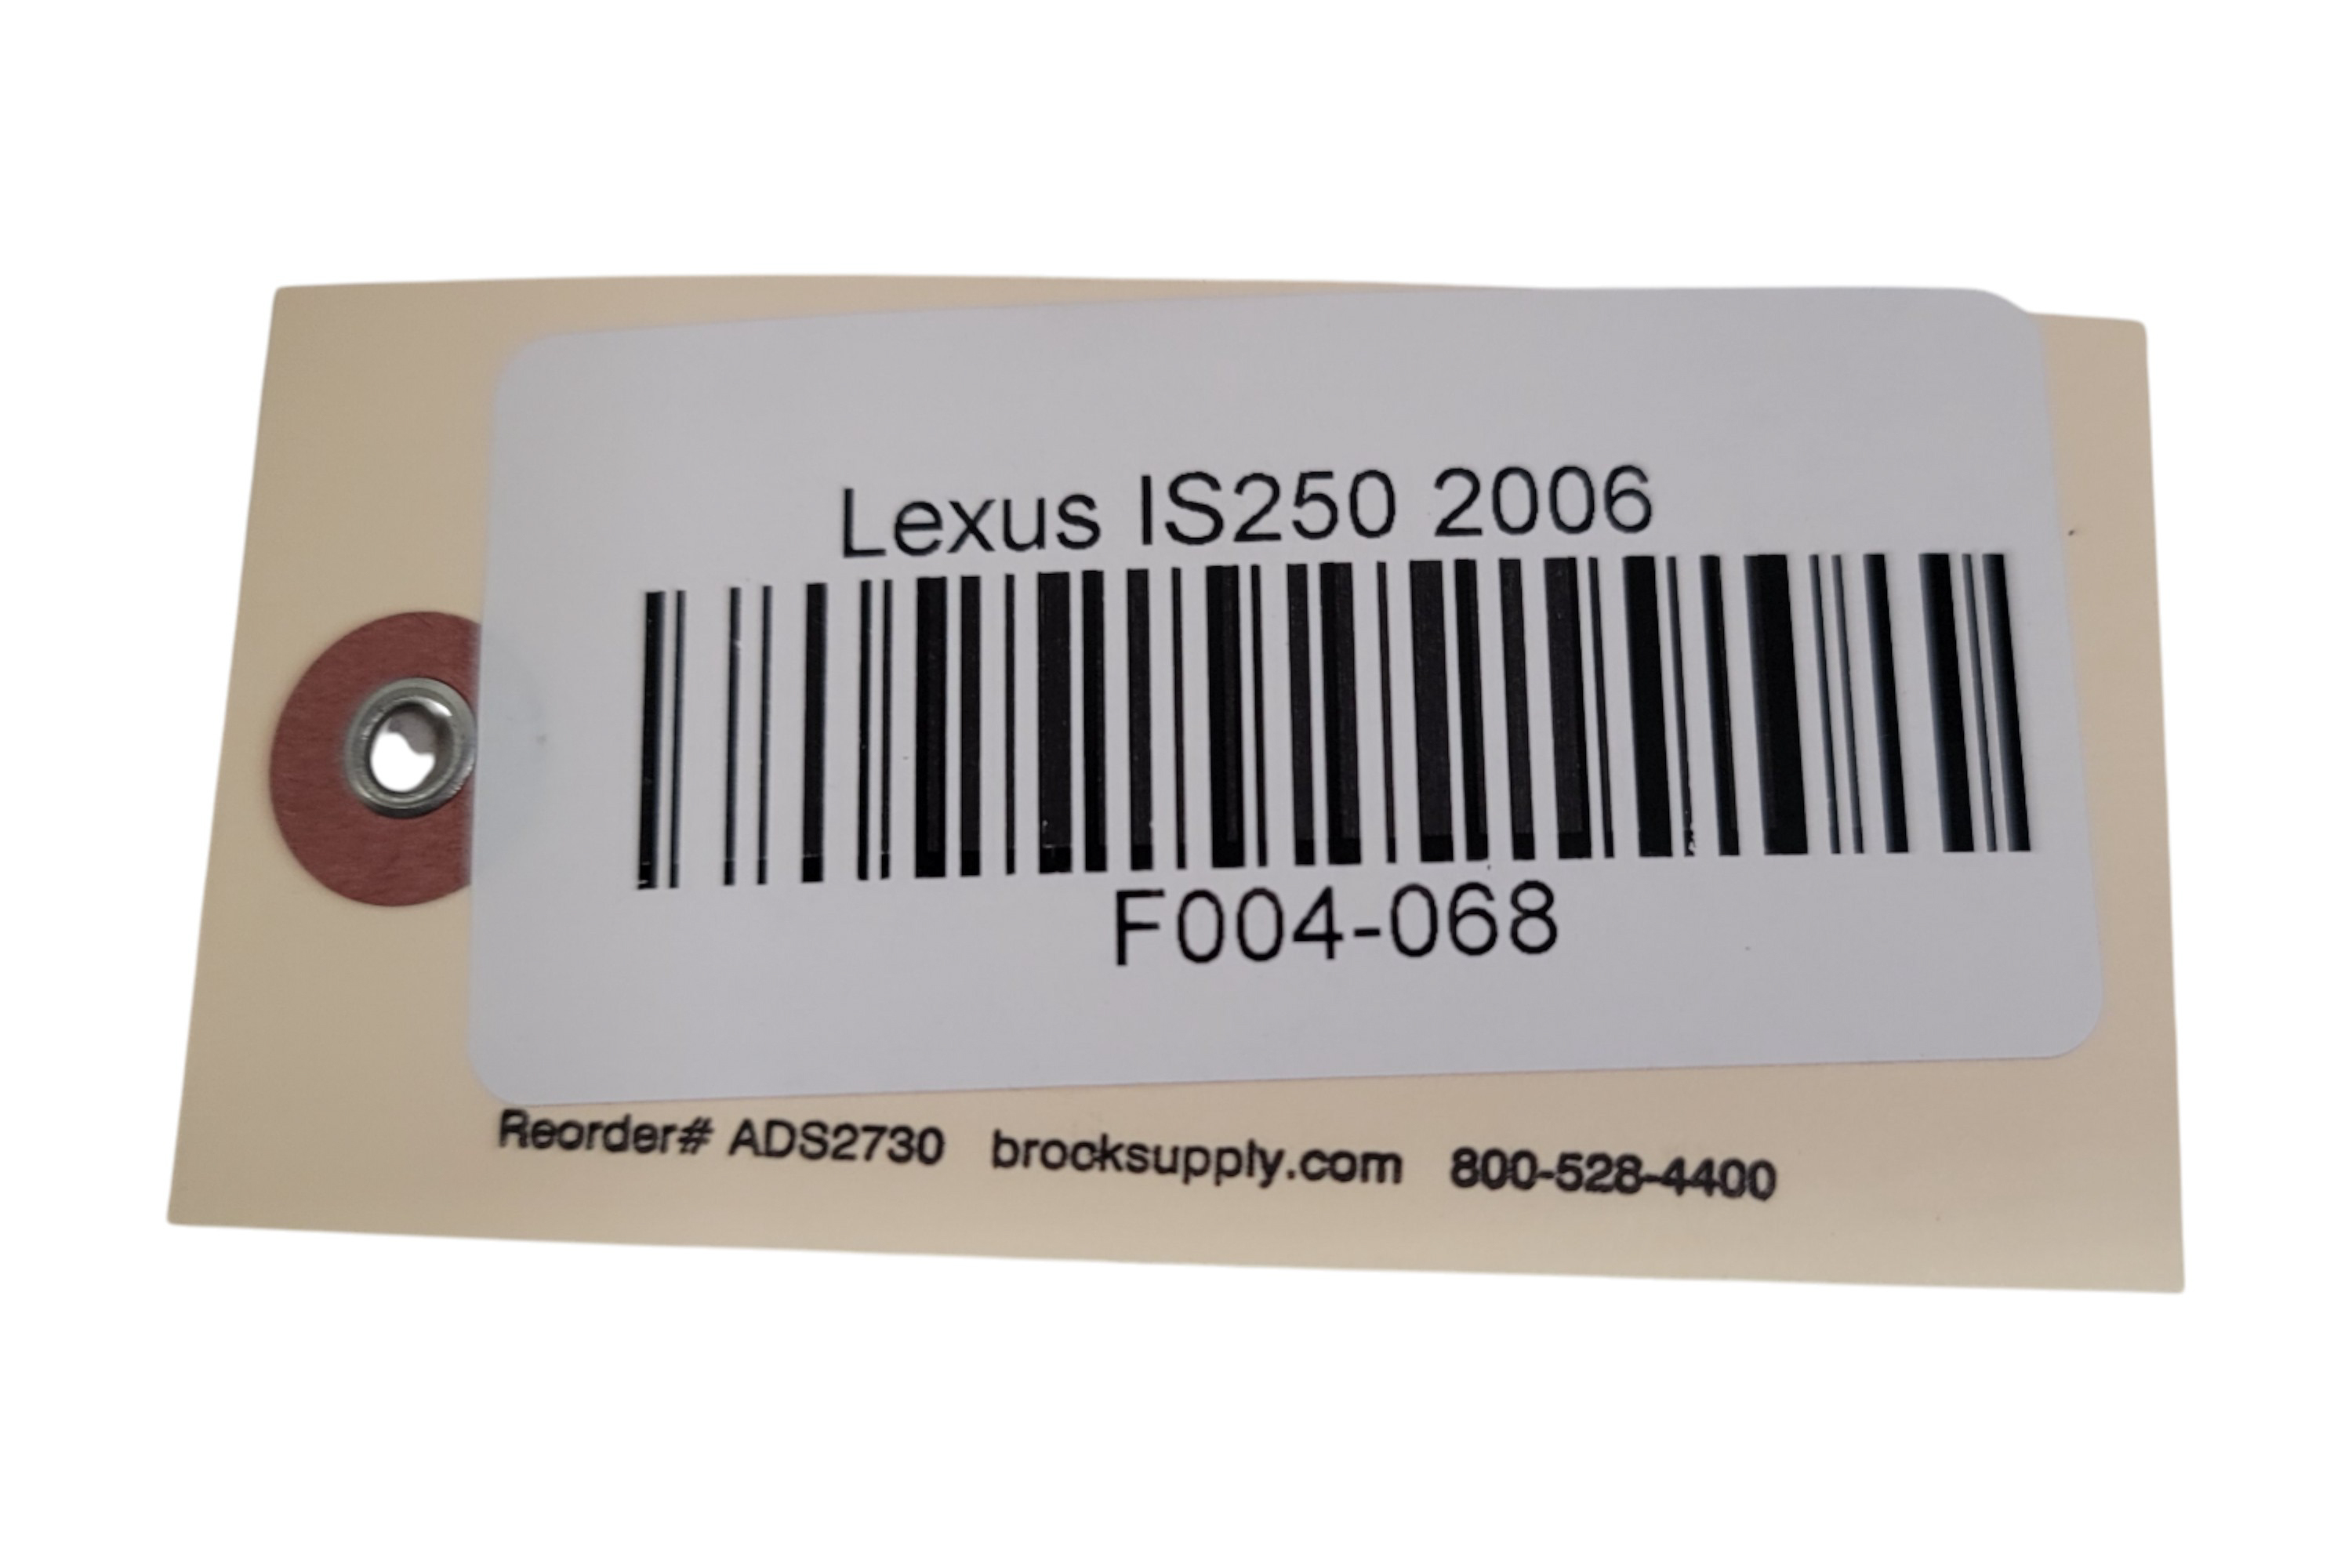 Lexus IS250 2006
F004-068
Reorder# ADS2730 brocksupply.com 800-528-4400